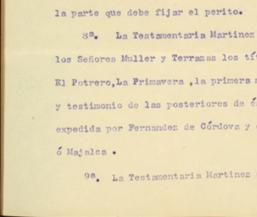 la parte que debe fijar el perito.
8ª. La Testamentaria Martinez
los Señores Muller y Terrazas los tí
El Potrero,La Primavera ,la primera
y testimonio de las posteriores de é
expedida por Fernandez de Córdova y
ó Majalca .
9ª. La Testamentaria Martinez